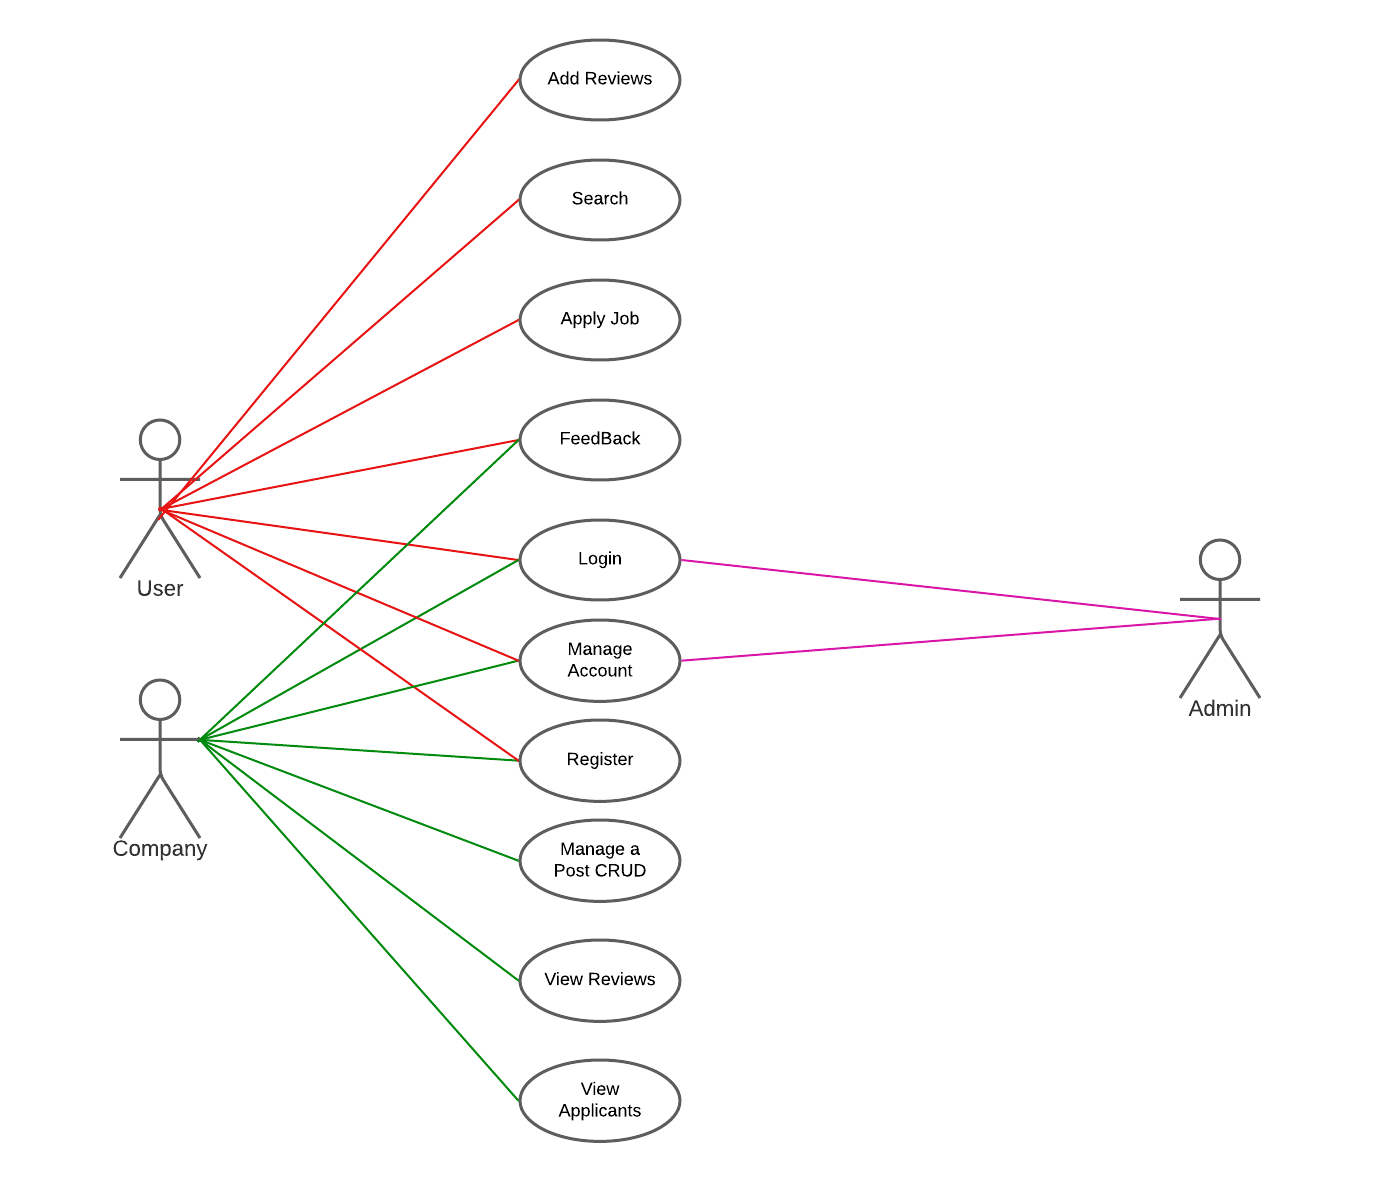 Add Reviews
Search
Apply Job
FeedBack
Login
User
Manage
Account
Admin
Register
Company
Manage a
Post CRUD
View Reviews
View
Applicants